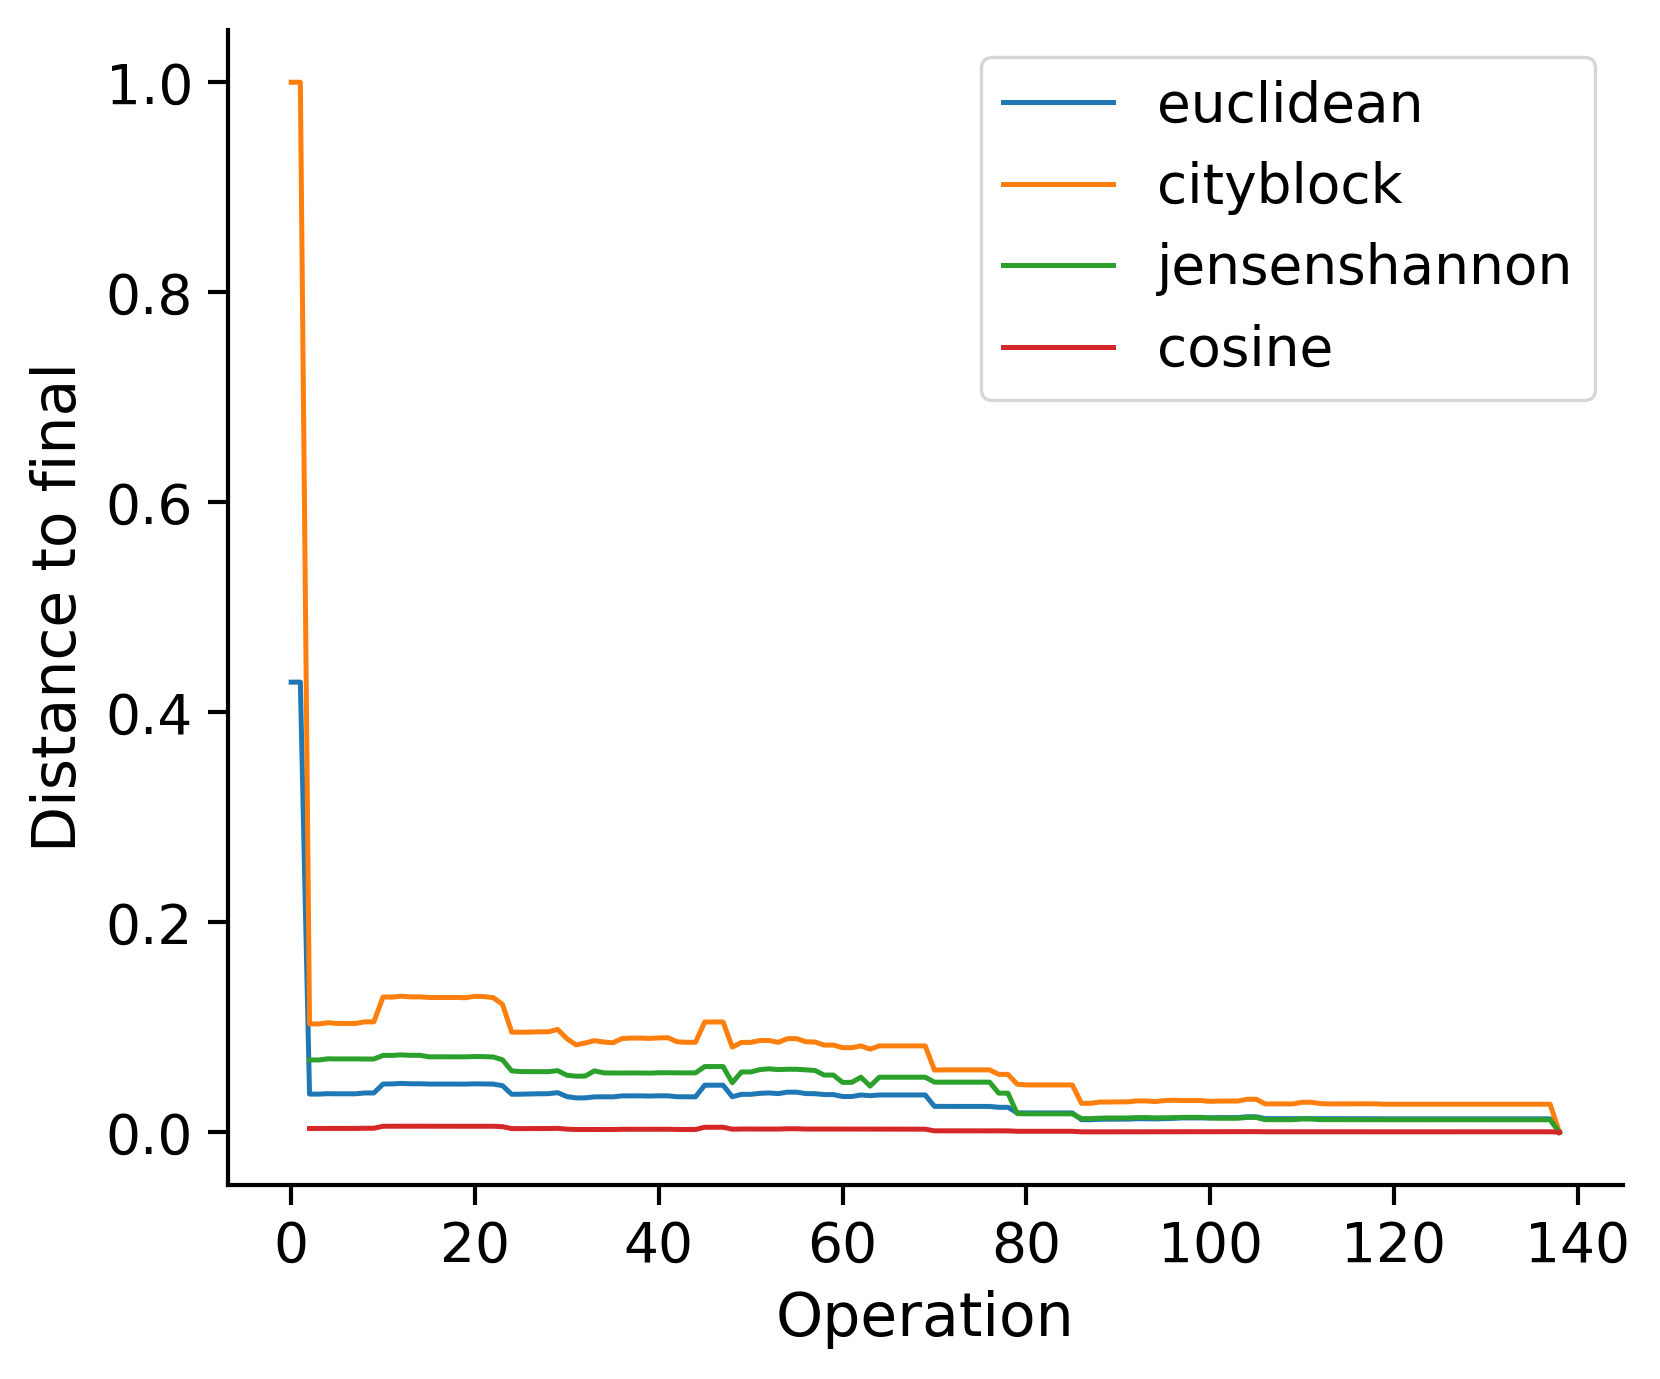 Distance to final
1.0
0.8
0.6
0.4
0.2
0.0
euclidean
cityblock
jensenshannon
cosine
0 20 40 60 80 100 120 140
Operation